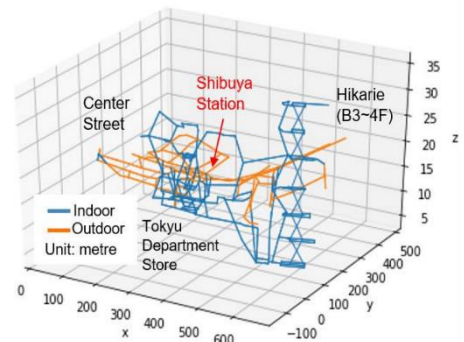 35
30
25
20
15
10
5
z
Shibuya
Station
Hikarie
(B3~4F)
Center
Street
Indoor
Outdoor
Unit: metre
Tokyu
Department
Store
0
100
200
300
400
500
600
x
−100
0
100
200
300
400
500
y